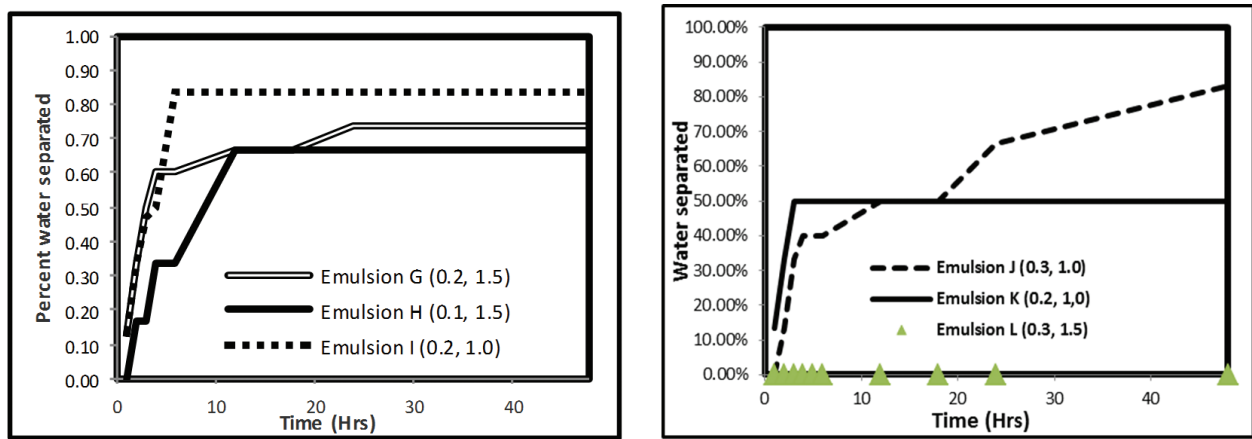 1.00
0.90
0.80
0.70
0.60
0.50
0.40
0.30
0.20
0.10
0.00
Percent water separated
Emulsion G (0.2, 1.5)
Emulsion H (0.1, 1.5)
Emulsion I (0.2, 1.0)
0 10 20 30 40
Time (Hrs)
100.00%
90.00%
80.00%
70.00%
60.00%
50.00%
40.00%
30.00%
20.00%
10.00%
0.00%
Water separated
Emulsion J (0.3, 1.0)
Emulsion K (0.2, 1,0)
Emulsion L (0.3, 1.5)
0 10 20 30 40
Time (Hrs)